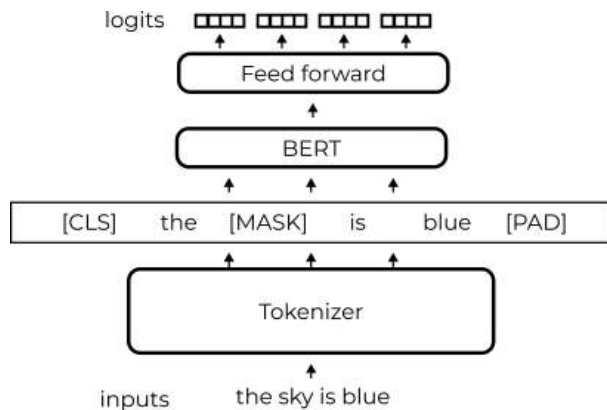 logits
Feed forward
BERT
[CLS] the [MASK] is blue [PAD]
Tokenizer
inputs the sky is blue